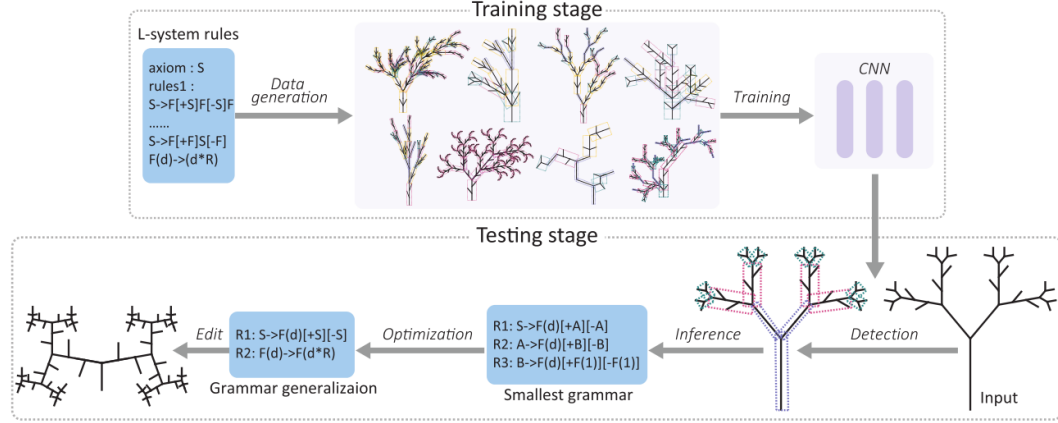 Training stage
L-system rules
axiom : S
rules1 :
S->F[+S]F[-S]F
......
S->F[+F]S[-F]
F(d)->(d*R)
Data
generation
Training
CNN
Testing stage
Edit
R1: S->F(d)[+S][-S]
R2: F(d)->F(d*R)
Grammar generalizaion
Optimization
R1: S->F(d)[+A][-A]
R2: A->F(d)[+B][-B]
R3: B->F(d)[+F(1)][-F(1)]
Smallest grammar
Inference
Detection
Input